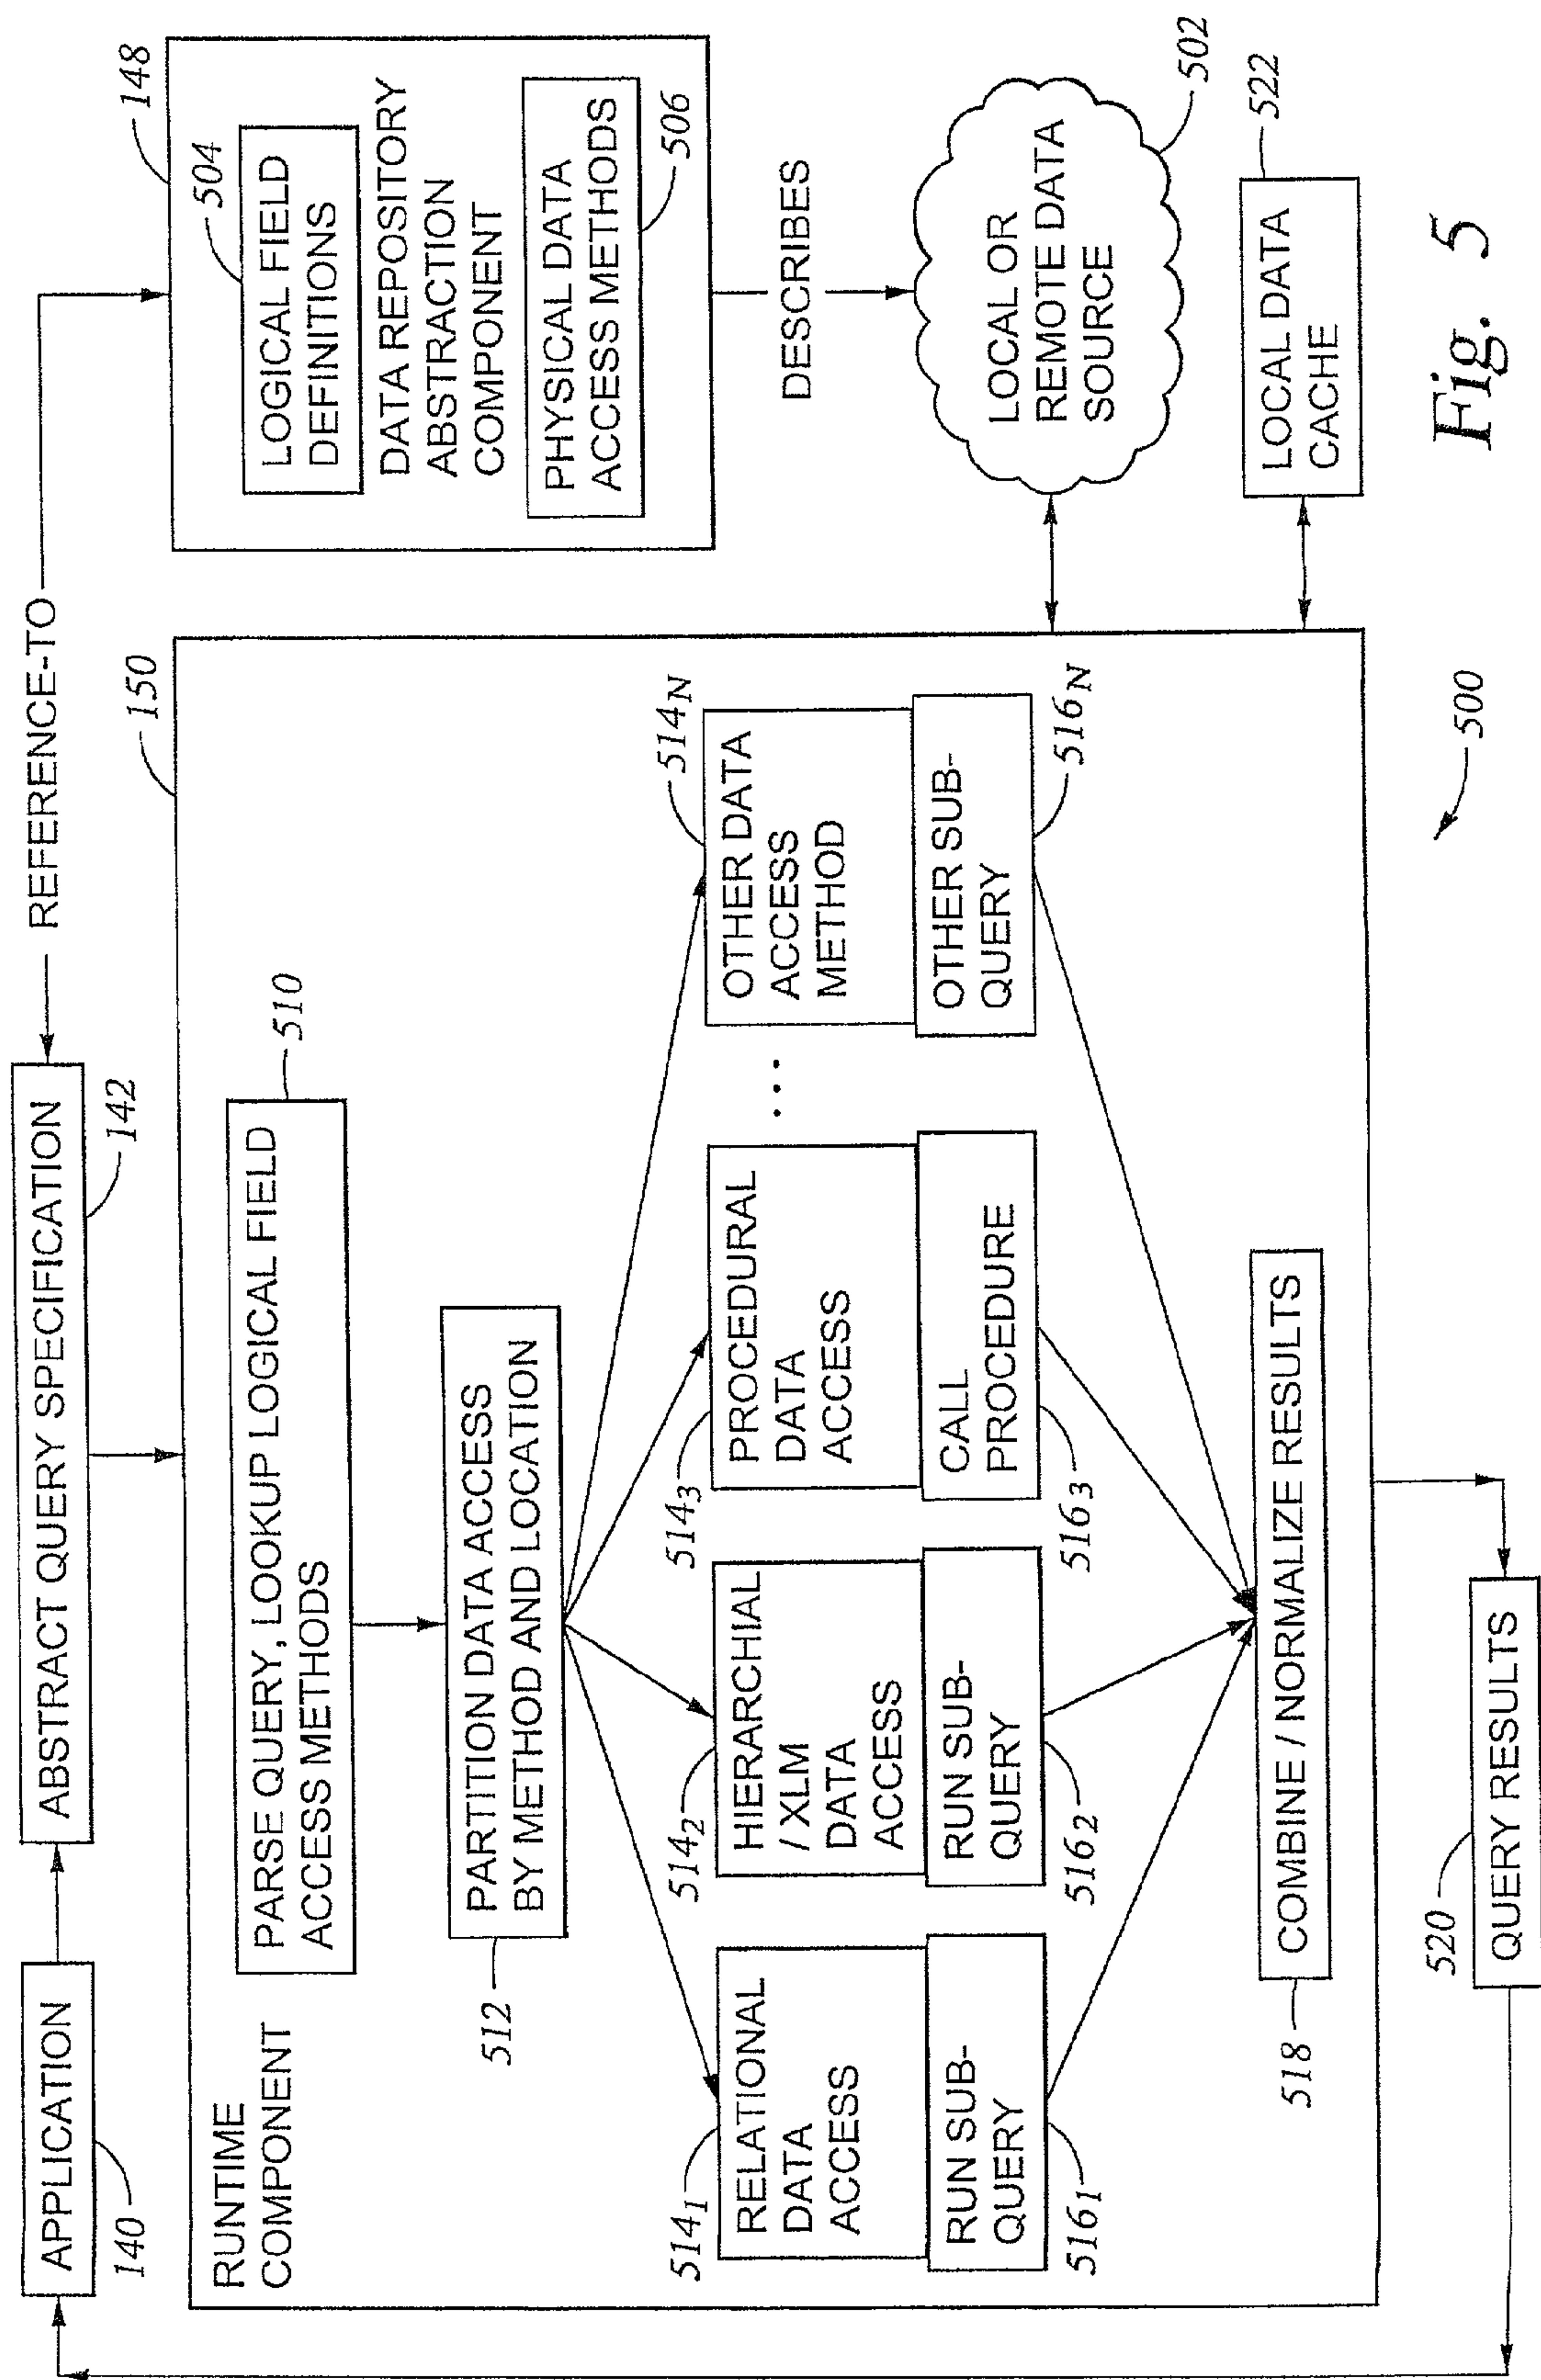 APPLICATION
140
ABSTRACT QUERY SPECIFICATION
142
REFERENCE-TO
148
504
LOGICAL FIELD
DEFINITIONS
DATA REPOSITORY
ABSTRACTION
COMPONENT
PHYSICAL DATA
ACCESS METHODS
506
DESCRIBES
LOCAL OR
REMOTE DATA
SOURCE
502
LOCAL DATA
CACHE
522
150
RUNTIME
COMPONENT
PARSE QUERY, LOOKUP LOGICAL FIELD
ACCESS METHODS
510
PARTITION DATA ACCESS
BY METHOD AND LOCATION
512
514₁
RELATIONAL
DATA
ACCESS
RUN SUB-
QUERY
516₁
514₂
HIERARCHIAL
/ XLM
DATA
ACCESS
RUN SUB-
QUERY
516₂
514₃
PROCEDURAL
DATA
ACCESS
CALL
PROCEDURE
516₃
...
514N
OTHER DATA
ACCESS
METHOD
OTHER SUB-
QUERY
516N
COMBINE / NORMALIZE RESULTS
518
QUERY RESULTS
520
500
Fig. 5